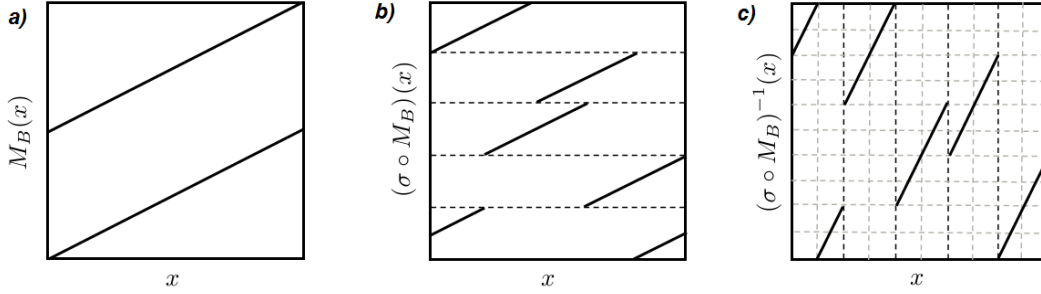 a)
M_B(x)
x
b)
(σ ∘ M_B)(x)
x
c)
(σ ∘ M_B)⁻¹(x)
x